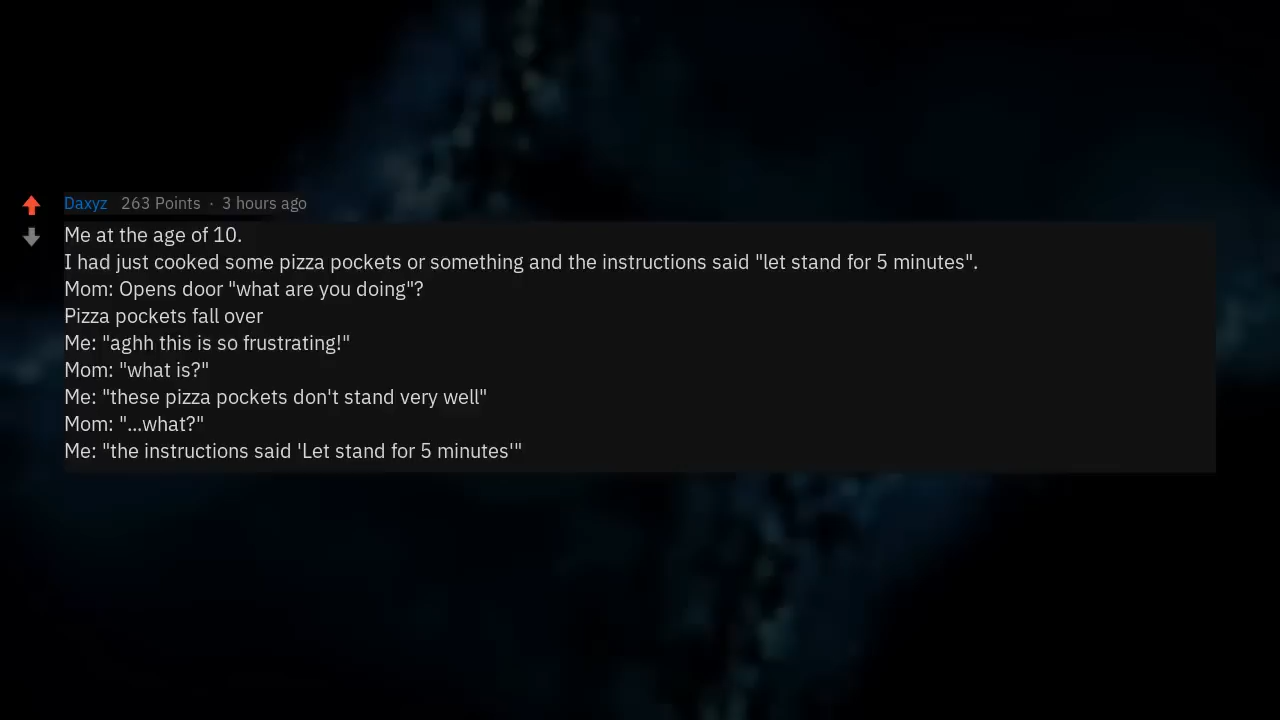 Daxyz 263 Points · 3 hours ago
Me at the age of 10.
I had just cooked some pizza pockets or something and the instructions said "let stand for 5 minutes".
Mom: Opens door "what are you doing"?
Pizza pockets fall over
Me: "aghh this is so frustrating!"
Mom: "what is?"
Me: "these pizza pockets don't stand very well"
Mom: "...what?"
Me: "the instructions said 'Let stand for 5 minutes'"